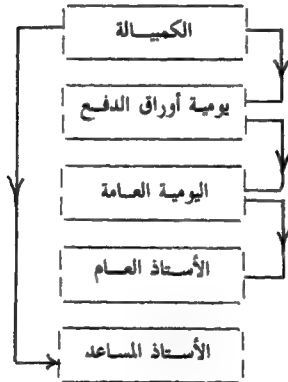 الكمبيالة
يومية أوراق الدفع
اليومية العامة
الأستاذ العام
الأستاذ المساعد